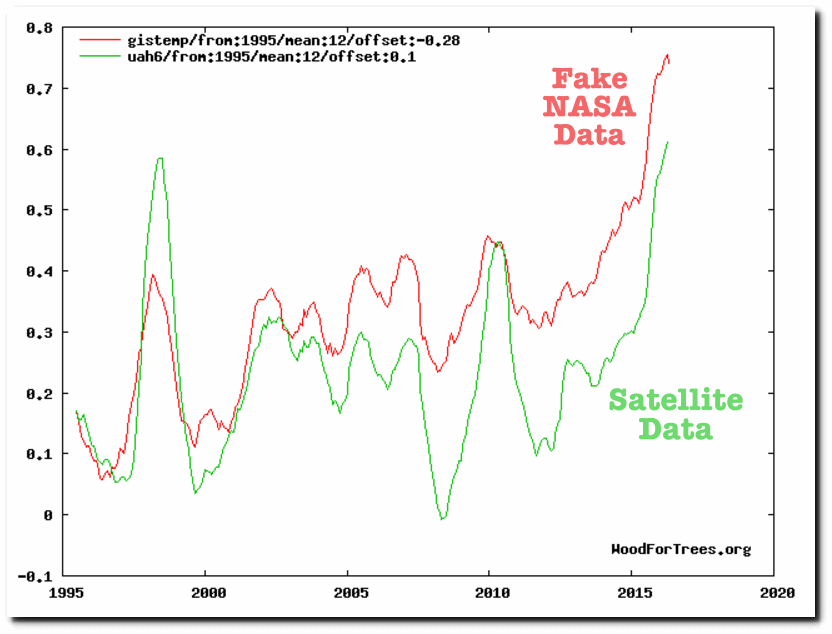 gistemp/from:1995/mean:12/offset:-0.28
uah6/from:1995/mean:12/offset:0.1
Fake
NASA
Data
Satellite
Data
WoodForTrees.org
0.8
0.7
0.6
0.5
0.4
0.3
0.2
0.1
0
-0.1
1995 2000 2005 2010 2015 2020